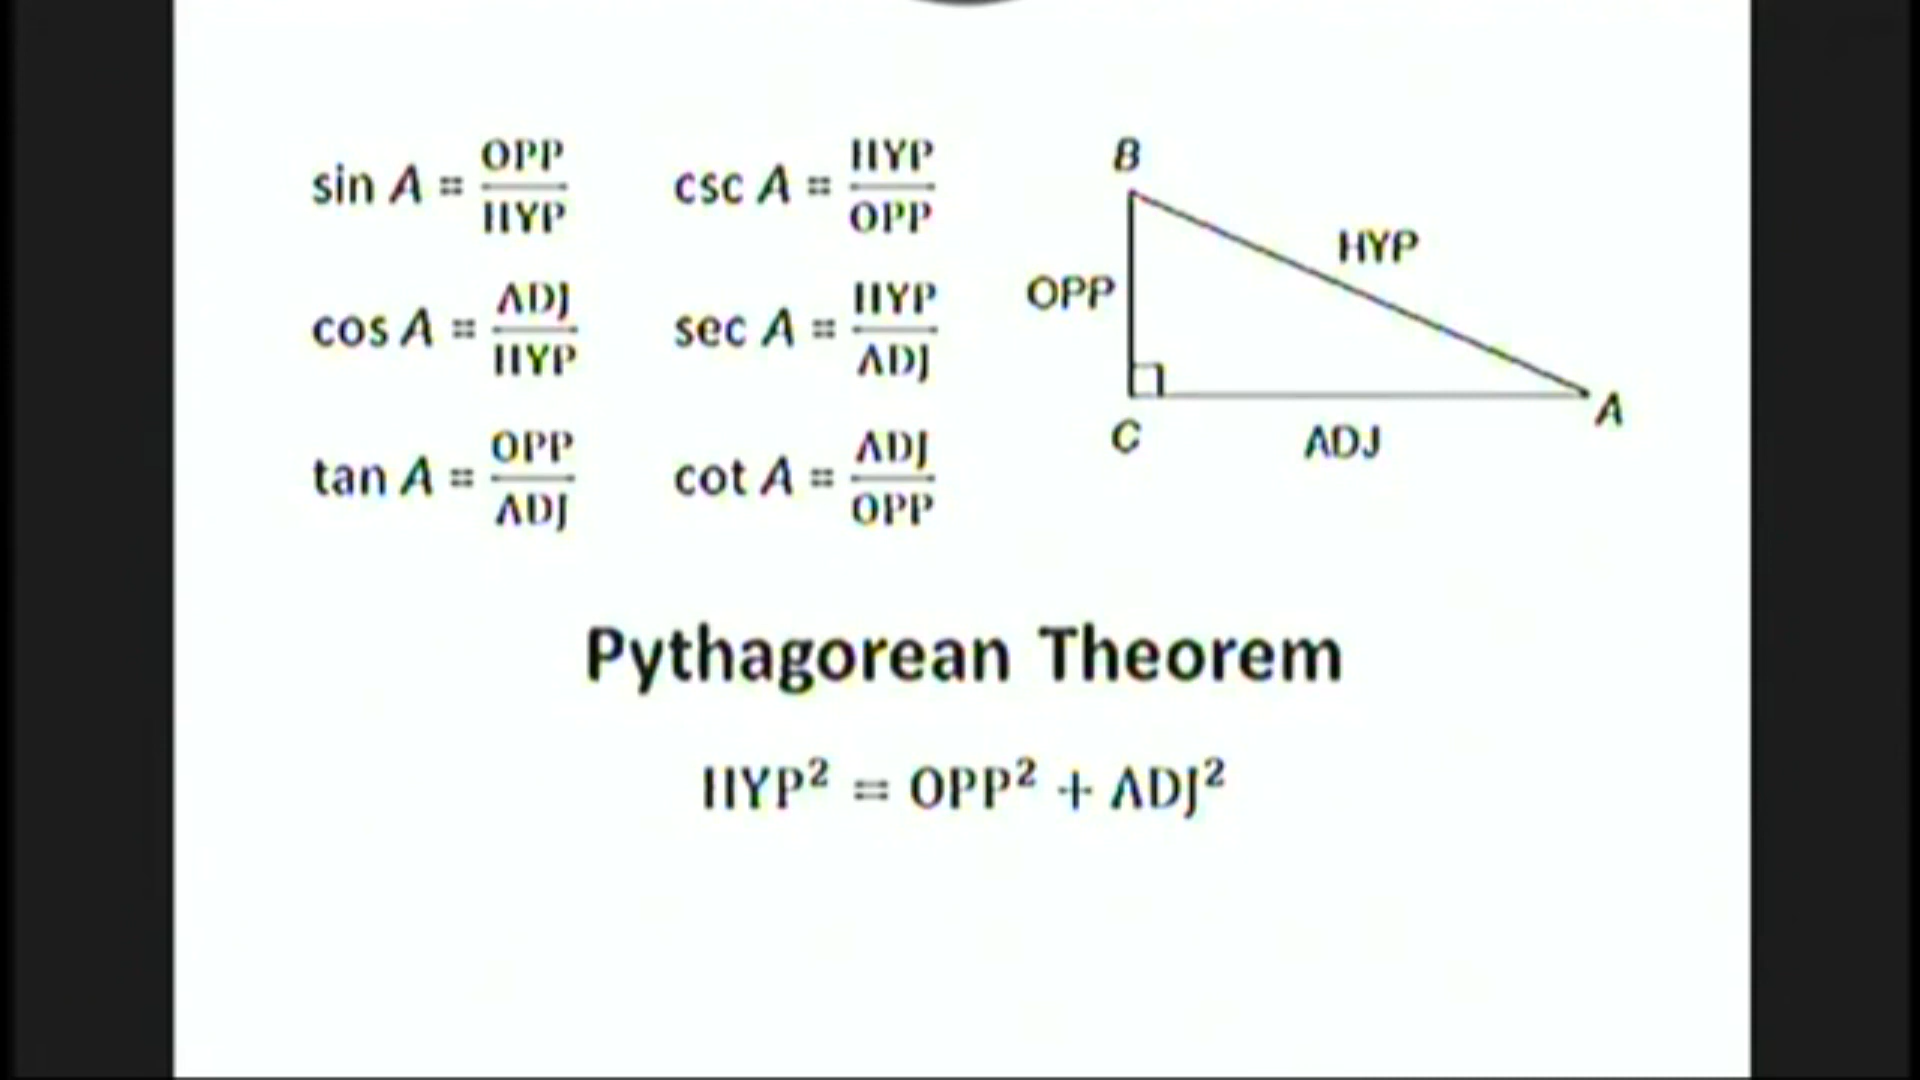 sin A = OPP/HYP
csc A = HYP/OPP
cos A = ADJ/HYP
sec A = HYP/ADJ
tan A = OPP/ADJ
cot A = ADJ/OPP
B
HYP
OPP
C
ADJ
A
Pythagorean Theorem
HYP² = OPP² + ADJ²